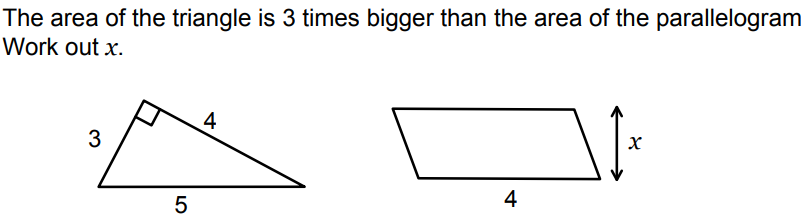 The area of the triangle is 3 times bigger than the area of the parallelogram
Work out x.
4
3
x
5
4